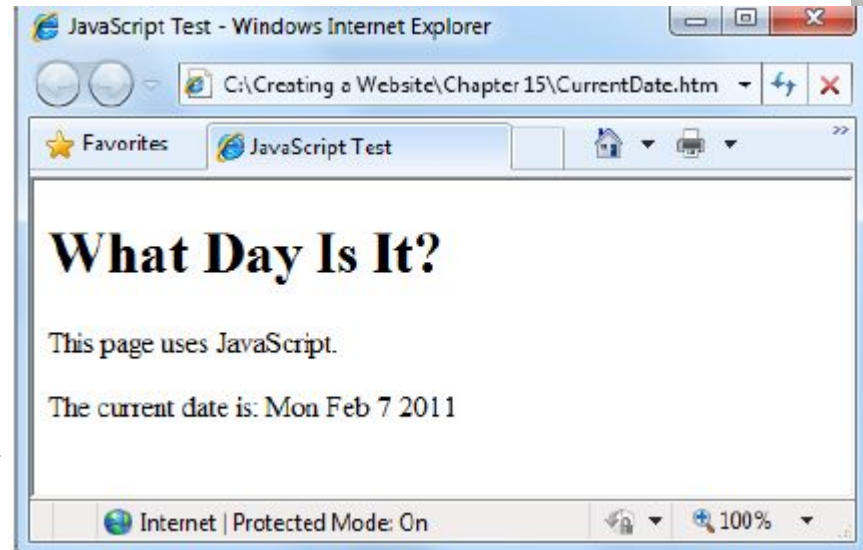 JavaScript Test - Windows Internet Explorer
C:\Creating a Website\Chapter 15\CurrentDate.htm
Favorites
JavaScript Test
»
What Day Is It?
This page uses JavaScript.
The current date is: Mon Feb 7 2011
Internet | Protected Mode: On
100%